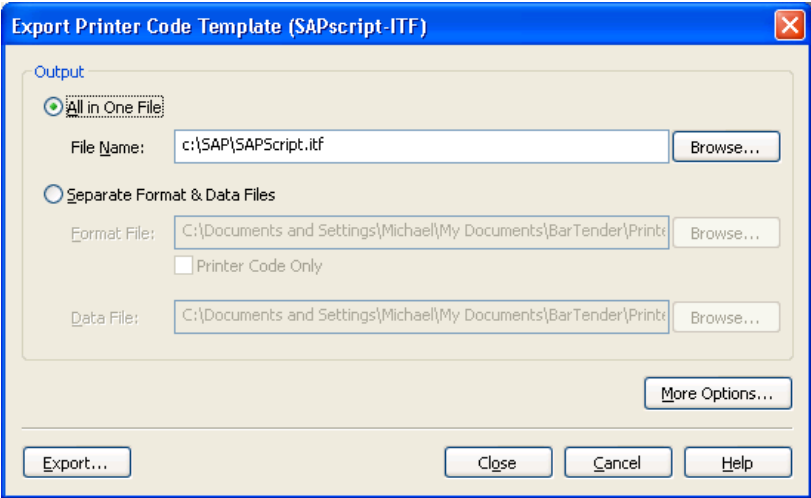 Export Printer Code Template (SAPscript-ITF)
Output
All in One File
File Name: c:\SAP\SAPScript.itf Browse...
Separate Format & Data Files
Format File: C:\Documents and Settings\Michael\My Documents\BarTender\Printe Browse...
Printer Code Only
Data File: C:\Documents and Settings\Michael\My Documents\BarTender\Printe Browse...
More Options...
Export... Close Cancel Help